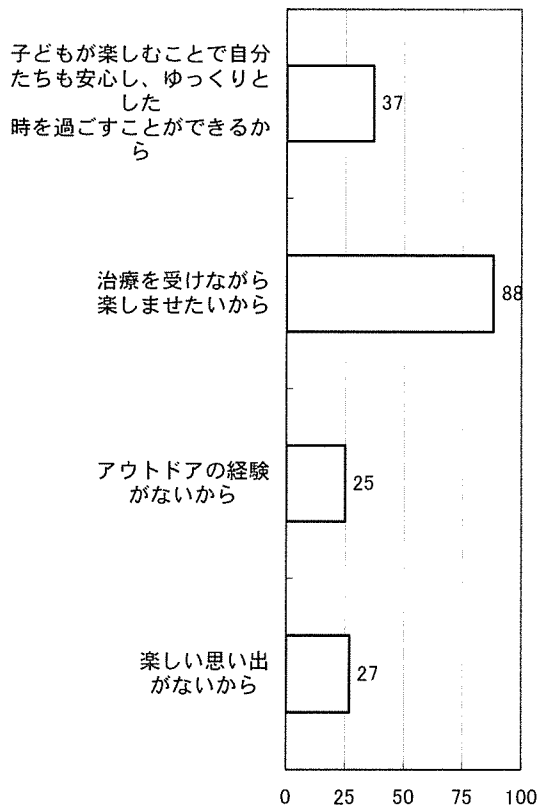 子どもが楽しむことで自分
たちも安心し、ゆっくりと
した
時を過ごすことができるか
ら
37
治療を受けながら
楽しませたいから
88
アウトドアの経験
がないから
25
楽しい思い出
がないから
27
0 25 50 75 100